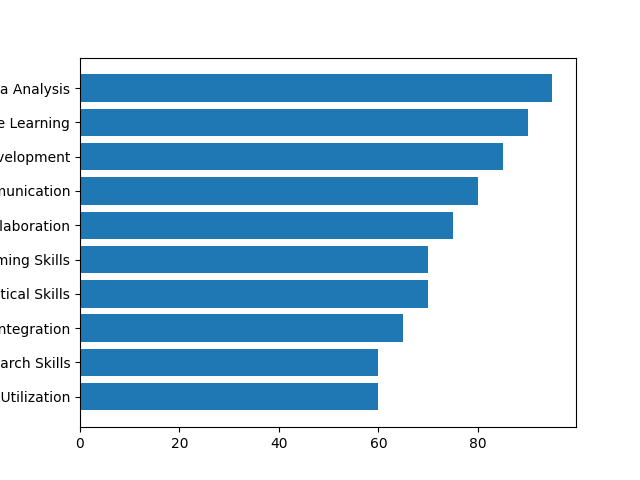 a Analysis
e Learning
velopment
munication
laboration
ming Skills
tical Skills
ntegration
arch Skills
Utilization
0 20 40 60 80